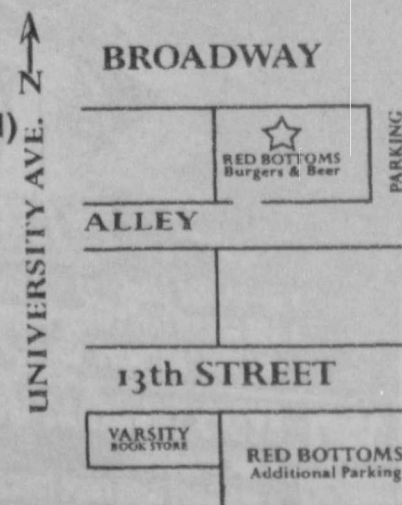 BROADWAY
UNIVERSITY AVE. N
PARKING
RED BOTTOMS
Burgers & Beer
ALLEY
13th STREET
VARSITY
BOOK STORE
RED BOTTOMS
Additional Parking